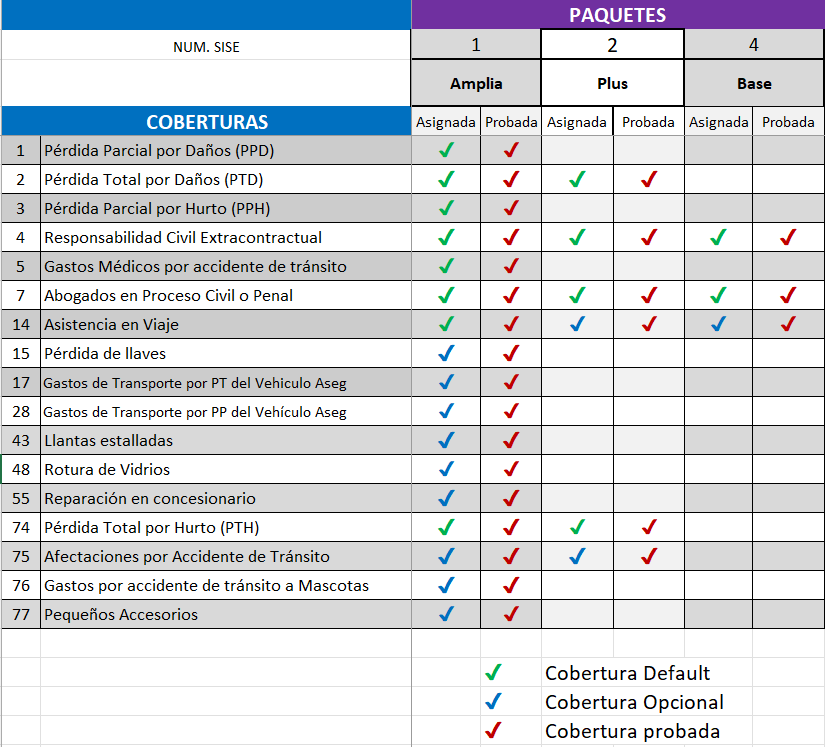 PAQUETES
NUM. SISE 1 2 4
Amplia Plus Base
COBERTURAS Asignada Probada Asignada Probada Asignada Probada
1 Pérdida Parcial por Daños (PPD) ✓ ✓
2 Pérdida Total por Daños (PTD) ✓ ✓ ✓ ✓
3 Pérdida Parcial por Hurto (PPH) ✓ ✓
4 Responsabilidad Civil Extracontractual ✓ ✓ ✓ ✓ ✓ ✓
5 Gastos Médicos por accidente de tránsito ✓ ✓
7 Abogados en Proceso Civil o Penal ✓ ✓ ✓ ✓ ✓ ✓
14 Asistencia en Viaje ✓ ✓ ✓ ✓ ✓ ✓
15 Pérdida de llaves ✓ ✓
17 Gastos de Transporte por PT del Vehiculo Aseg ✓ ✓
28 Gastos de Transporte por PP del Vehículo Aseg ✓ ✓
43 Llantas estalladas ✓ ✓
48 Rotura de Vidrios ✓ ✓
55 Reparación en concesionario ✓ ✓
74 Pérdida Total por Hurto (PTH) ✓ ✓ ✓ ✓
75 Afectaciones por Accidente de Tránsito ✓ ✓ ✓ ✓
76 Gastos por accidente de tránsito a Mascotas ✓ ✓
77 Pequeños Accesorios ✓ ✓
✓ Cobertura Default
✓ Cobertura Opcional
✓ Cobertura probada